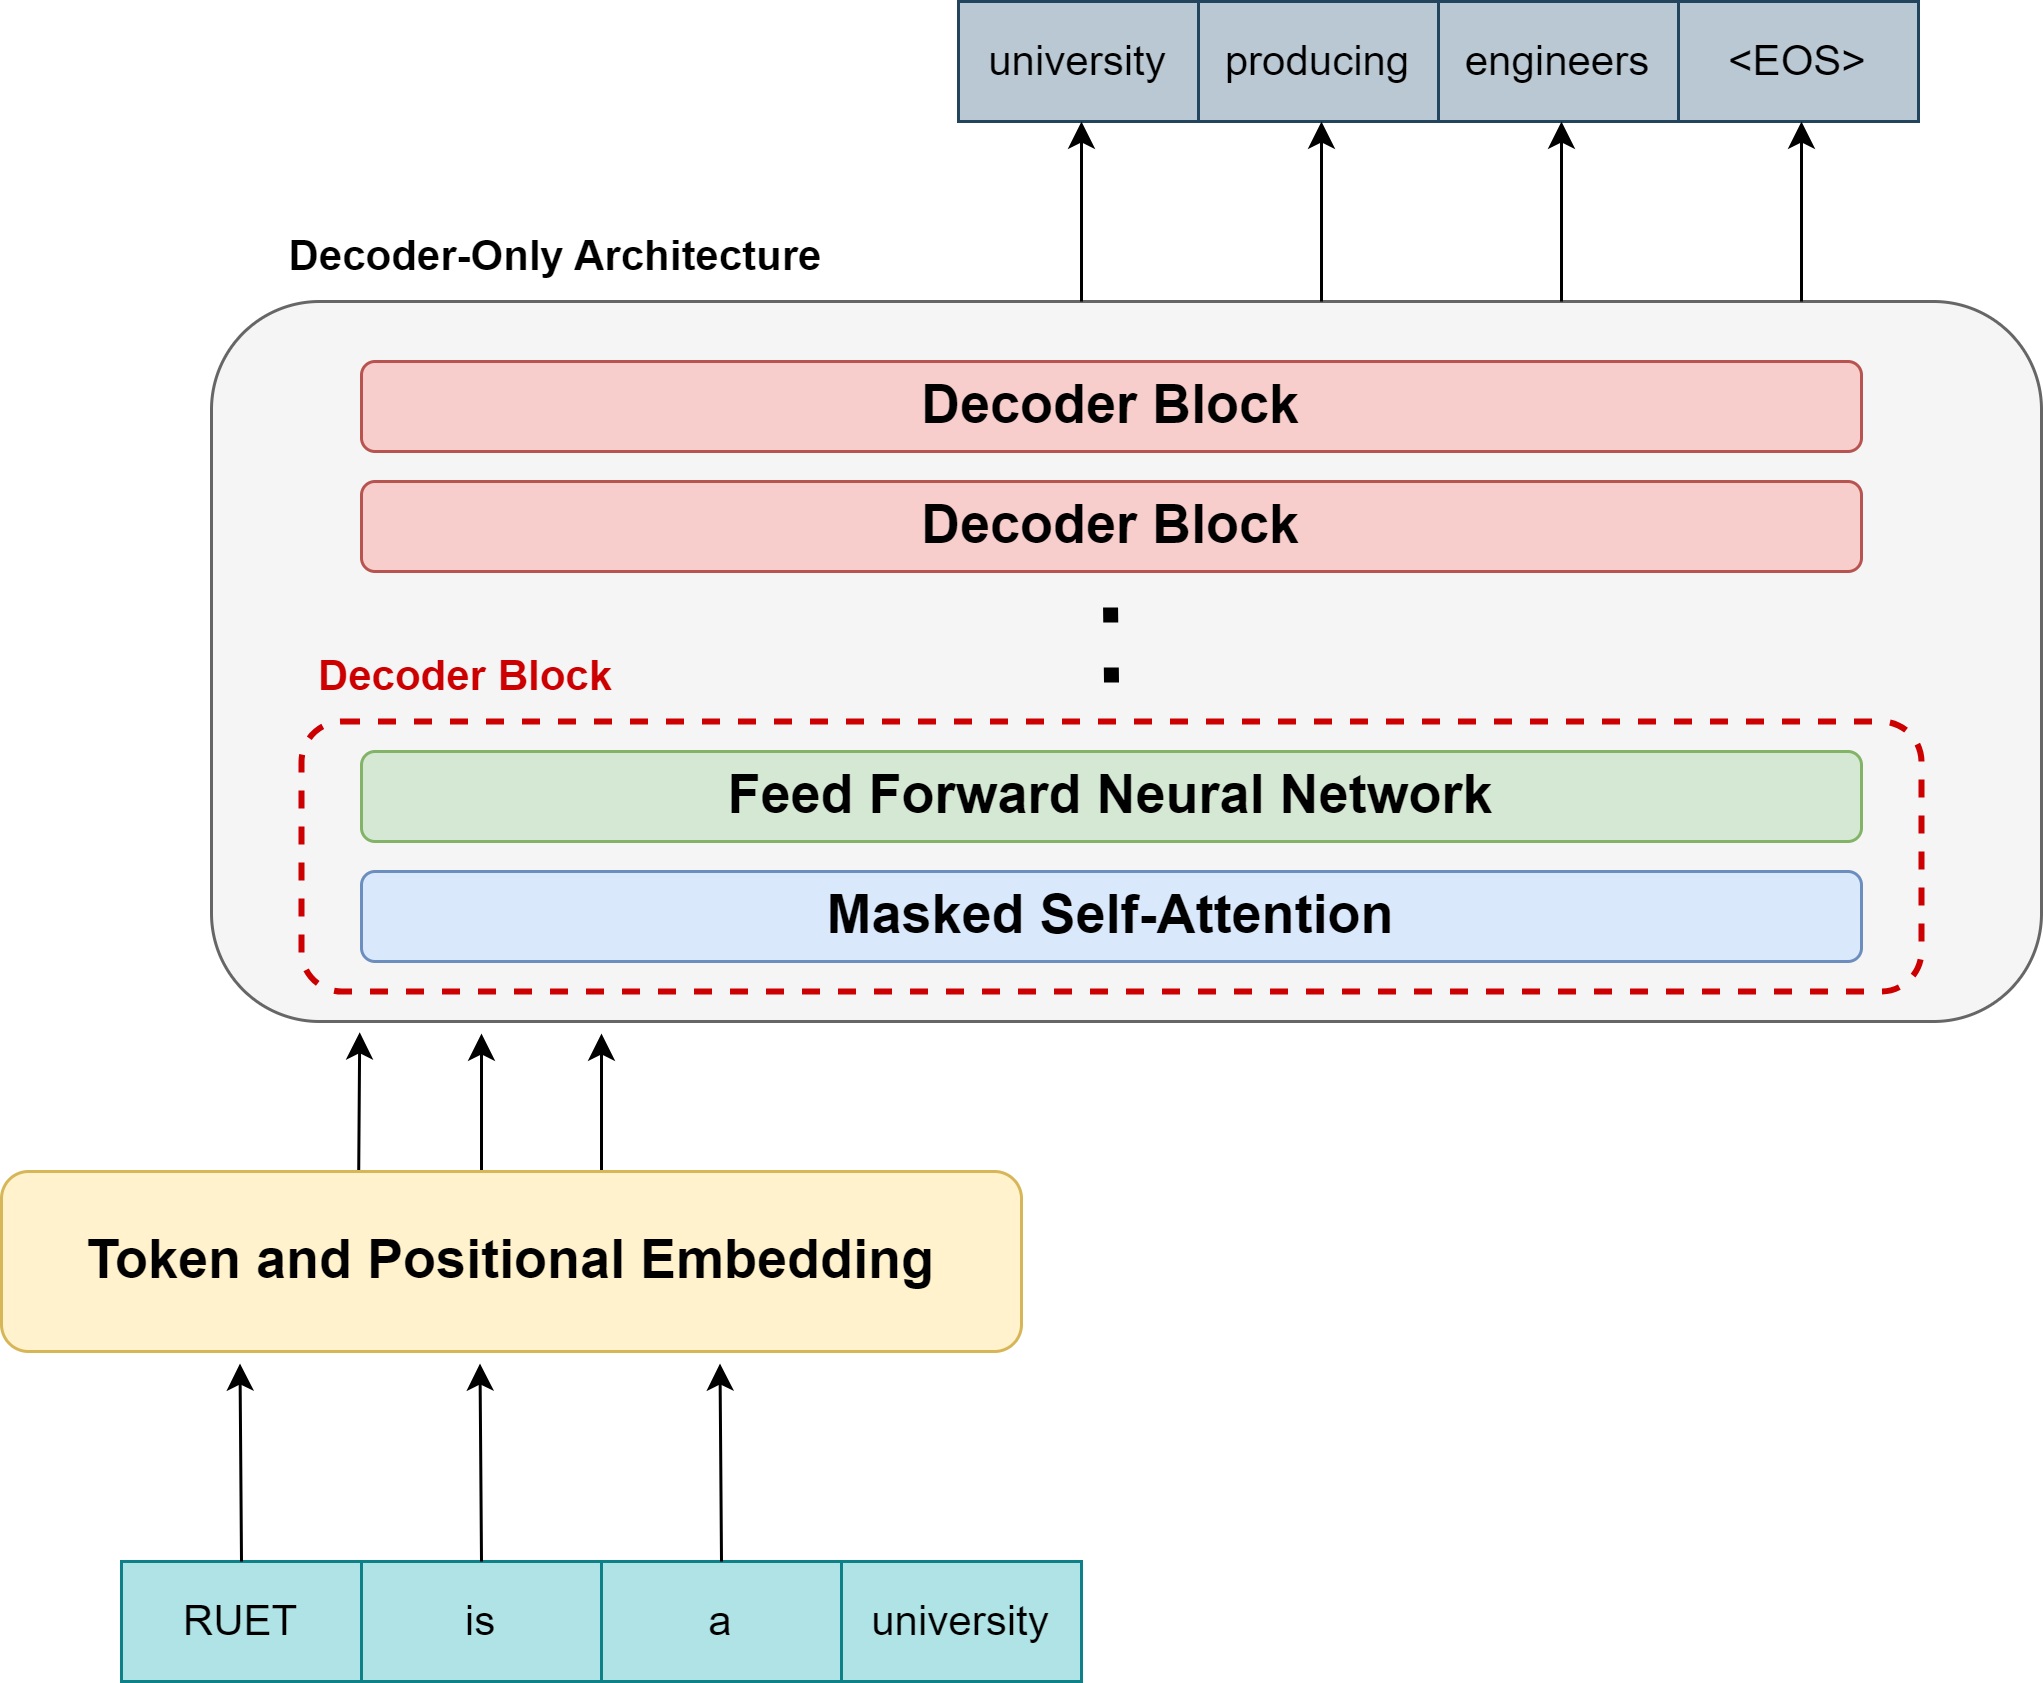 university producing engineers <EOS>
Decoder-Only Architecture
Decoder Block
Decoder Block
Decoder Block
Feed Forward Neural Network
Masked Self-Attention
Token and Positional Embedding
RUET is a university